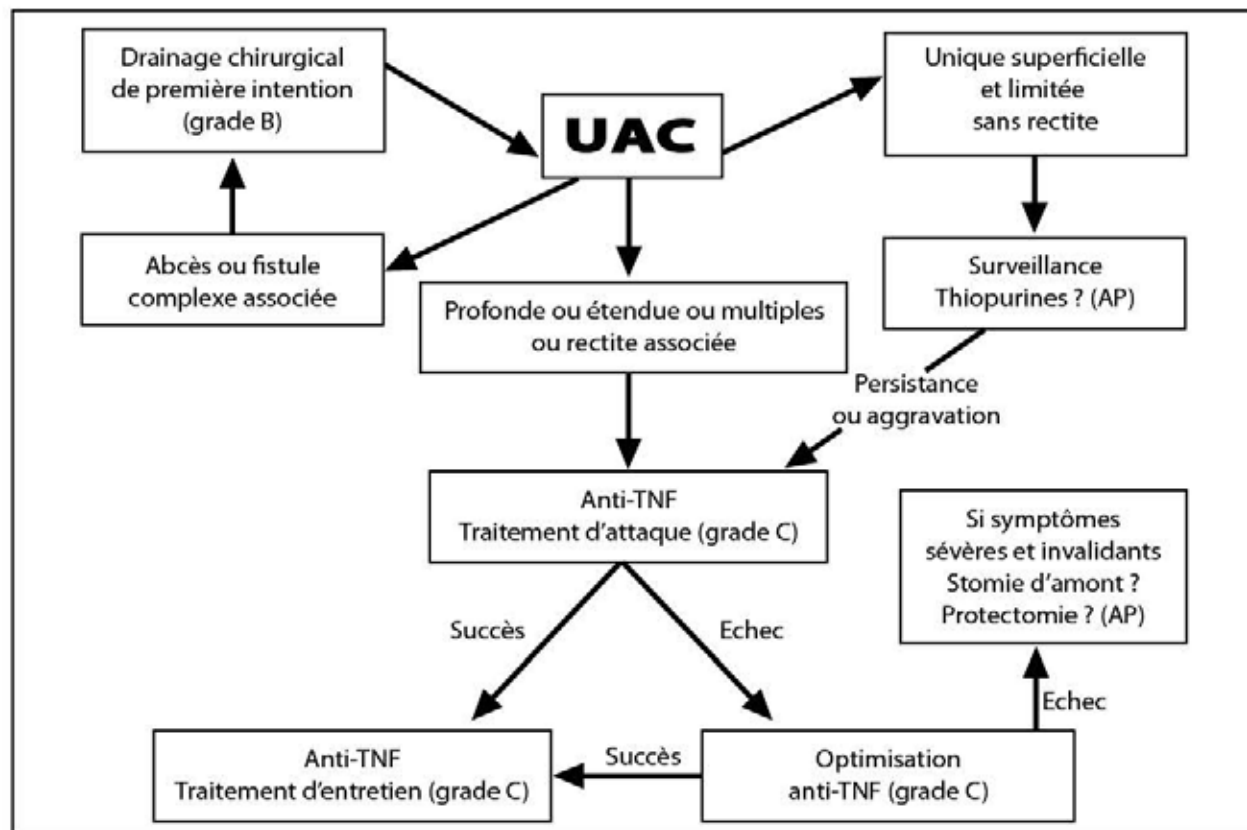 Drainage chirurgical
de première intention
(grade B)
UAC
Unique superficielle
et limitée
sans rectite
Abcès ou fistule
complexe associée
Profonde ou étendue ou multiples
ou rectite associée
Surveillance
Thiopurines ? (AP)
Persistance
ou aggravation
Anti-TNF
Traitement d'attaque (grade C)
Si symptômes
sévères et invalidants
Stomie d'amont ?
Protectomie ? (AP)
Succès
Echec
Echec
Anti-TNF
Traitement d'entretien (grade C)
Succès
Optimisation
anti-TNF (grade C)